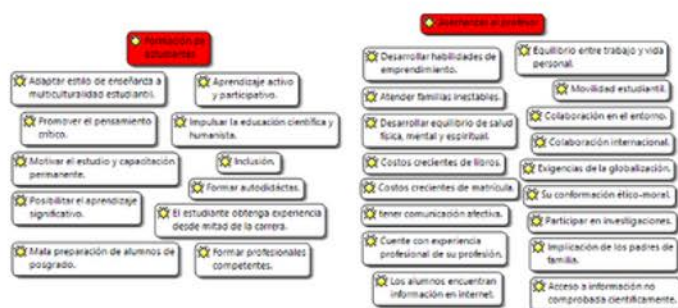 Formación de
estudiantes
Adaptar estilo de enseñanza a
multiculturalidad estudiantil.
Aprendizaje activo
y participativo.
Promover el pensamiento
crítico.
Impulsar la educación científica y
humanista.
Motivar el estudio y capacitación
permanente.
Inclusión.
Formar autodidáctas.
Posibilitar el aprendizaje
significativo.
El estudiante obtenga experiencia
desde mitad de la carrera.
Mala preparación de alumnos de
posgrado.
Formar profesionales
competentes.
al profesor
Desarrollar habilidades de
emprendimiento.
Equilibrio entre trabajo y vida
personal.
Atender familias inestables.
Movilidad estudiantil.
Desarrollar equilibrio de salud
física, mental y espiritual.
Colaboración en el entorno.
Colaboración internacional.
Costos crecientes de libros.
Exigencias de la globalización.
Costos crecientes de matrícula.
Su conformación ético-moral.
tener comunicación afectiva.
Participar en investigaciones.
Cuente con experiencia
profesional de su profesión.
Implicación de los padres de
familia.
Los alumnos encuentran
información en internet.
Acceso a información no
comprobada científicamente.